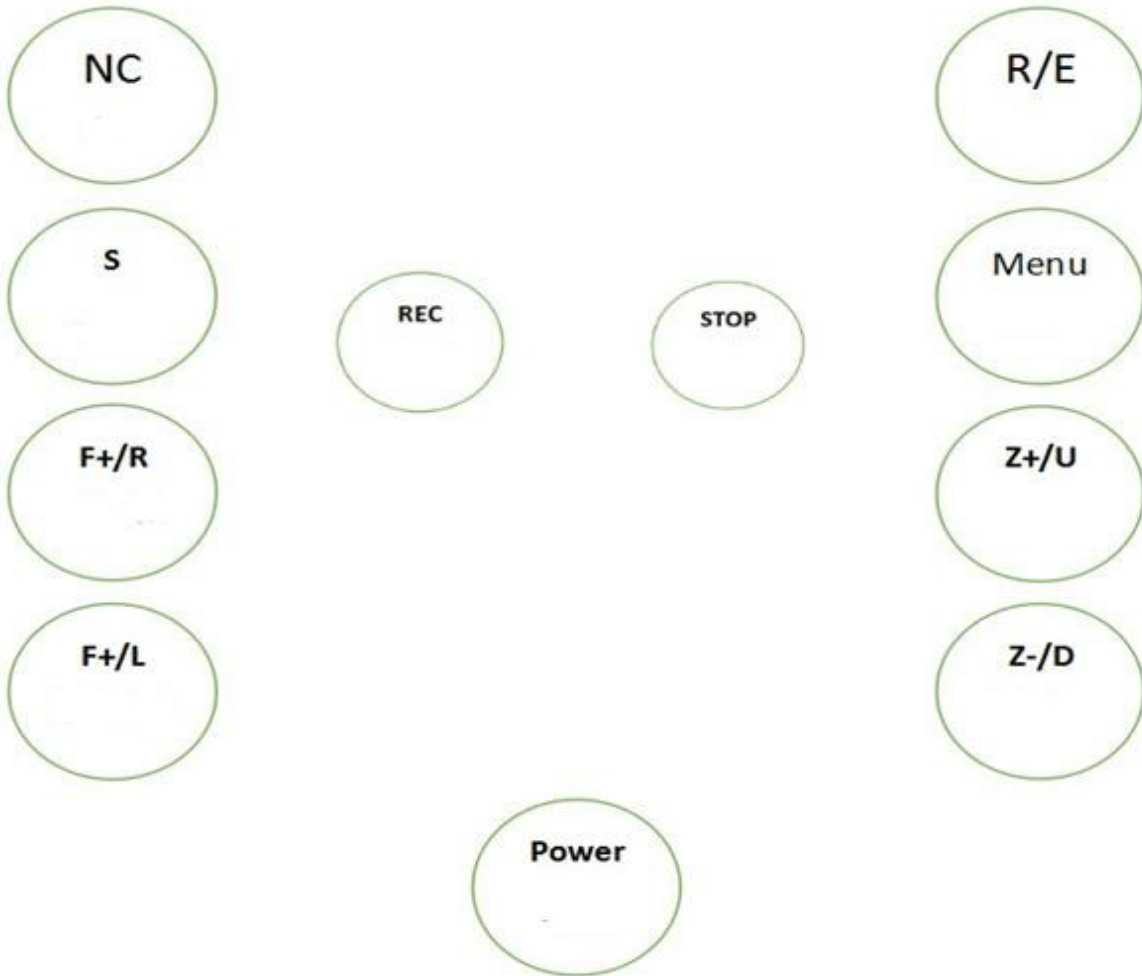 NC
R/E
S
Menu
REC
STOP
F+/R
Z+/U
F+/L
Z-/D
Power